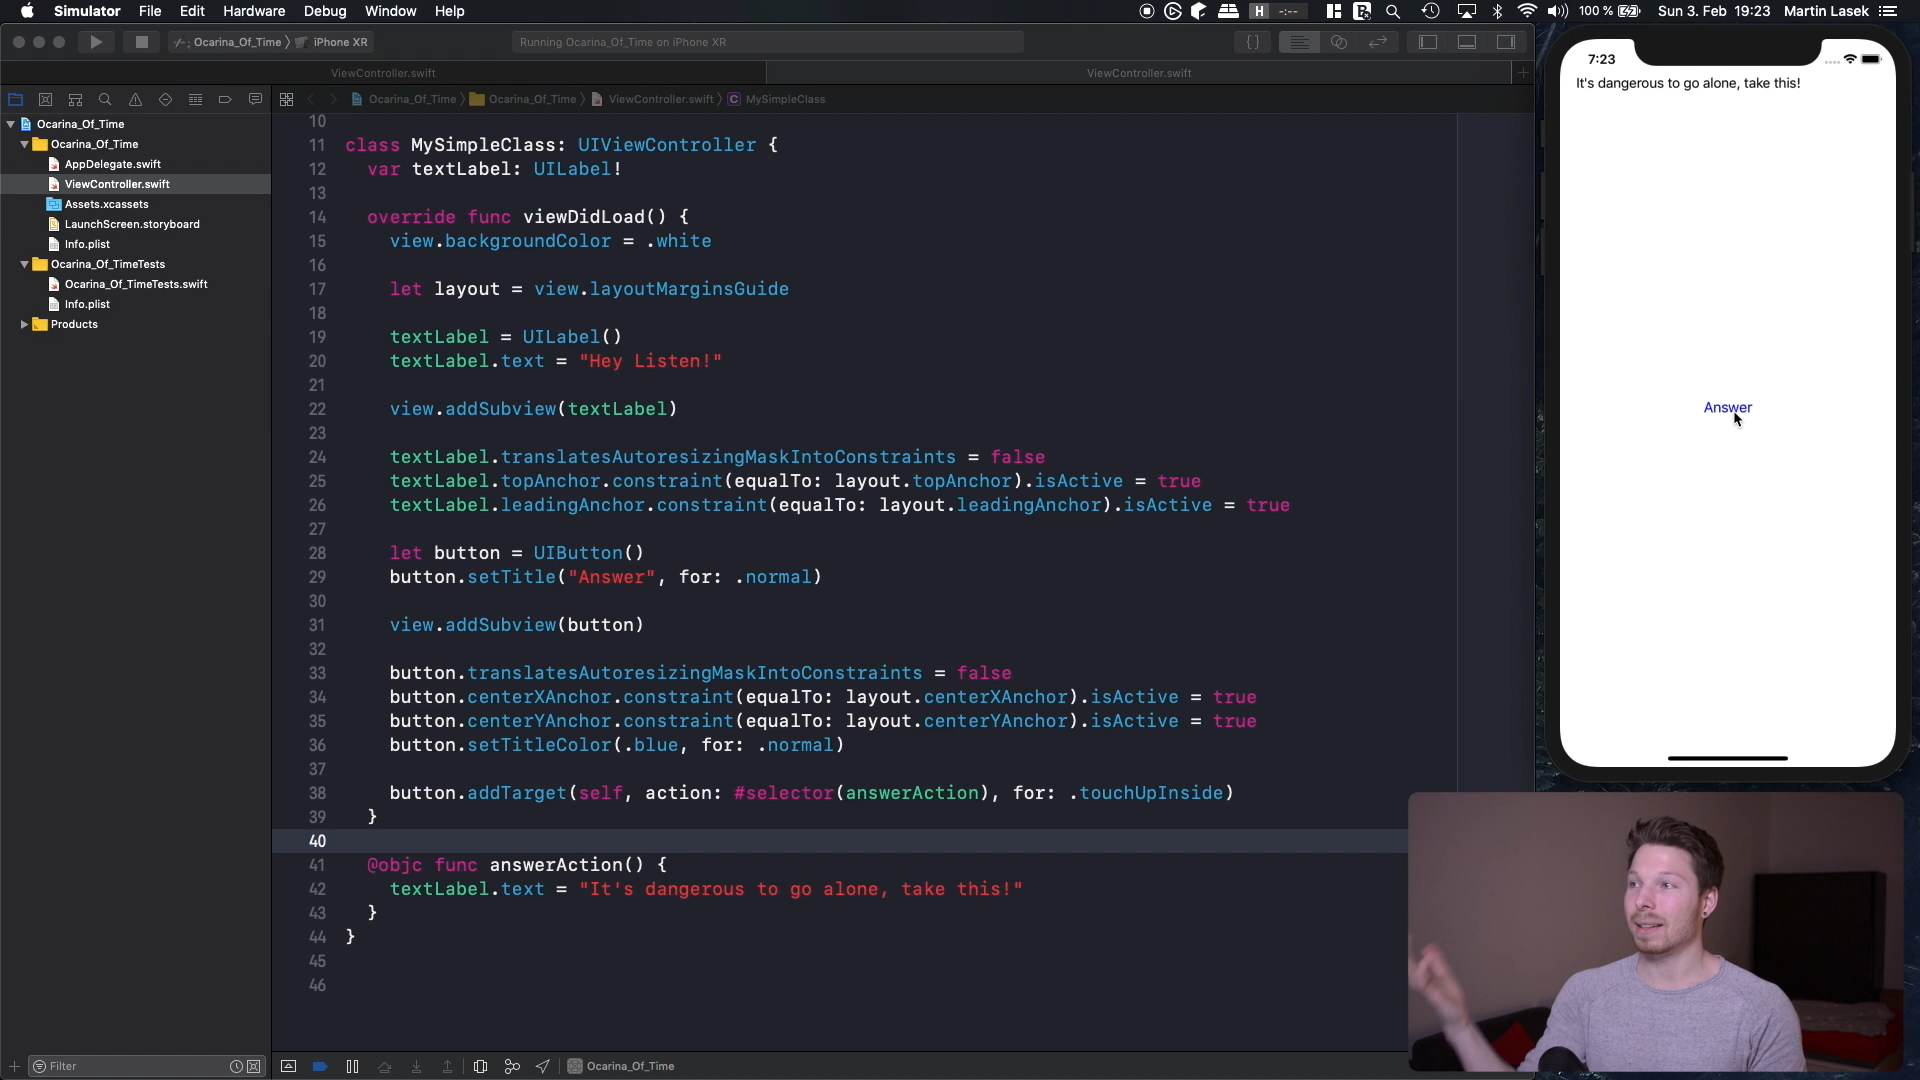 Simulator File Edit Hardware Debug Window Help
H -:-- 100 % Sun 3. Feb 19:23 Martin Lasek
Ocarina_Of_Time iPhone XR
Running Ocarina_Of_Time on iPhone XR
ViewController.swift
ViewController.swift
Ocarina_Of_Time Ocarina_Of_Time ViewController.swift C MySimpleClass
Ocarina_Of_Time
Ocarina_Of_Time
AppDelegate.swift
ViewController.swift
Assets.xcassets
LaunchScreen.storyboard
Info.plist
Ocarina_Of_TimeTests
Ocarina_Of_TimeTests.swift
Info.plist
Products
Filter
10
11 class MySimpleClass: UIViewController {
12 var textLabel: UILabel!
13
14 override func viewDidLoad() {
15 view.backgroundColor = .white
16
17 let layout = view.layoutMarginsGuide
18
19 textLabel = UILabel()
20 textLabel.text = "Hey Listen!"
21
22 view.addSubview(textLabel)
23
24 textLabel.translatesAutoresizingMaskIntoConstraints = false
25 textLabel.topAnchor.constraint(equalTo: layout.topAnchor).isActive = true
26 textLabel.leadingAnchor.constraint(equalTo: layout.leadingAnchor).isActive = true
27
28 let button = UIButton()
29 button.setTitle("Answer", for: .normal)
30
31 view.addSubview(button)
32
33 button.translatesAutoresizingMaskIntoConstraints = false
34 button.centerXAnchor.constraint(equalTo: layout.centerXAnchor).isActive = true
35 button.centerYAnchor.constraint(equalTo: layout.centerYAnchor).isActive = true
36 button.setTitleColor(.blue, for: .normal)
37
38 button.addTarget(self, action: #selector(answerAction), for: .touchUpInside)
39 }
40
41 @objc func answerAction() {
42 textLabel.text = "It's dangerous to go alone, take this!"
43 }
44 }
45
46
Ocarina_Of_Time
7:23
It's dangerous to go alone, take this!
Answer